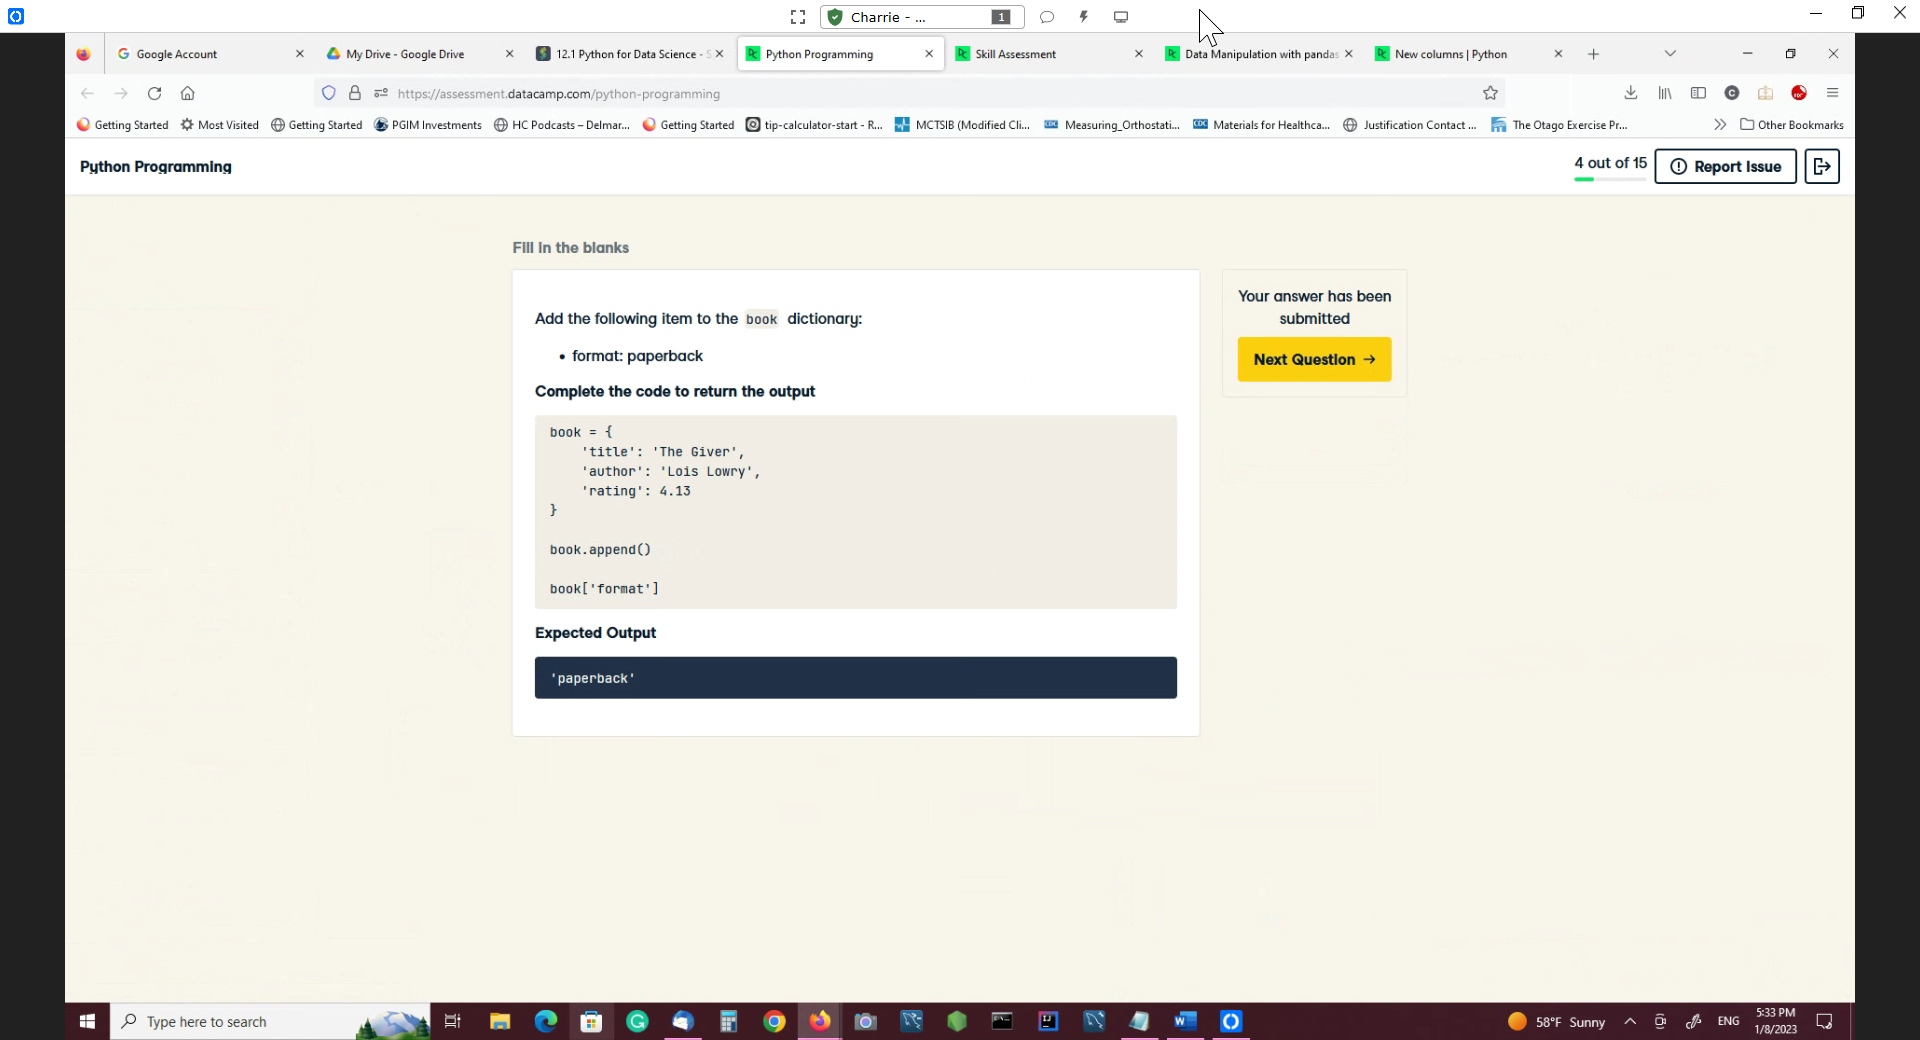 Charrie - ...
1
Google Account
My Drive - Google Drive
12.1 Python for Data Science - S
Python Programming
Skill Assessment
Data Manipulation with pandas
New columns | Python
https://assessment.datacamp.com/python-programming
Getting Started
Most Visited
Getting Started
PGIM Investments
HC Podcasts – Delmar...
Getting Started
tip-calculator-start - R...
MCTSIB (Modified Cli...
Measuring_Orthostati...
Materials for Healthca...
Justification Contact ...
The Otago Exercise Pr...
Other Bookmarks
Python Programming
4 out of 15
Report Issue
Fill in the blanks
Add the following item to the book dictionary:
• format: paperback
Complete the code to return the output
book = {
'title': 'The Giver',
'author': 'Lois Lowry',
'rating': 4.13
}
book.append()
book['format']
Expected Output
'paperback'
Your answer has been
submitted
Next Question →
Type here to search
58°F Sunny
ENG
5:33 PM
1/8/2023